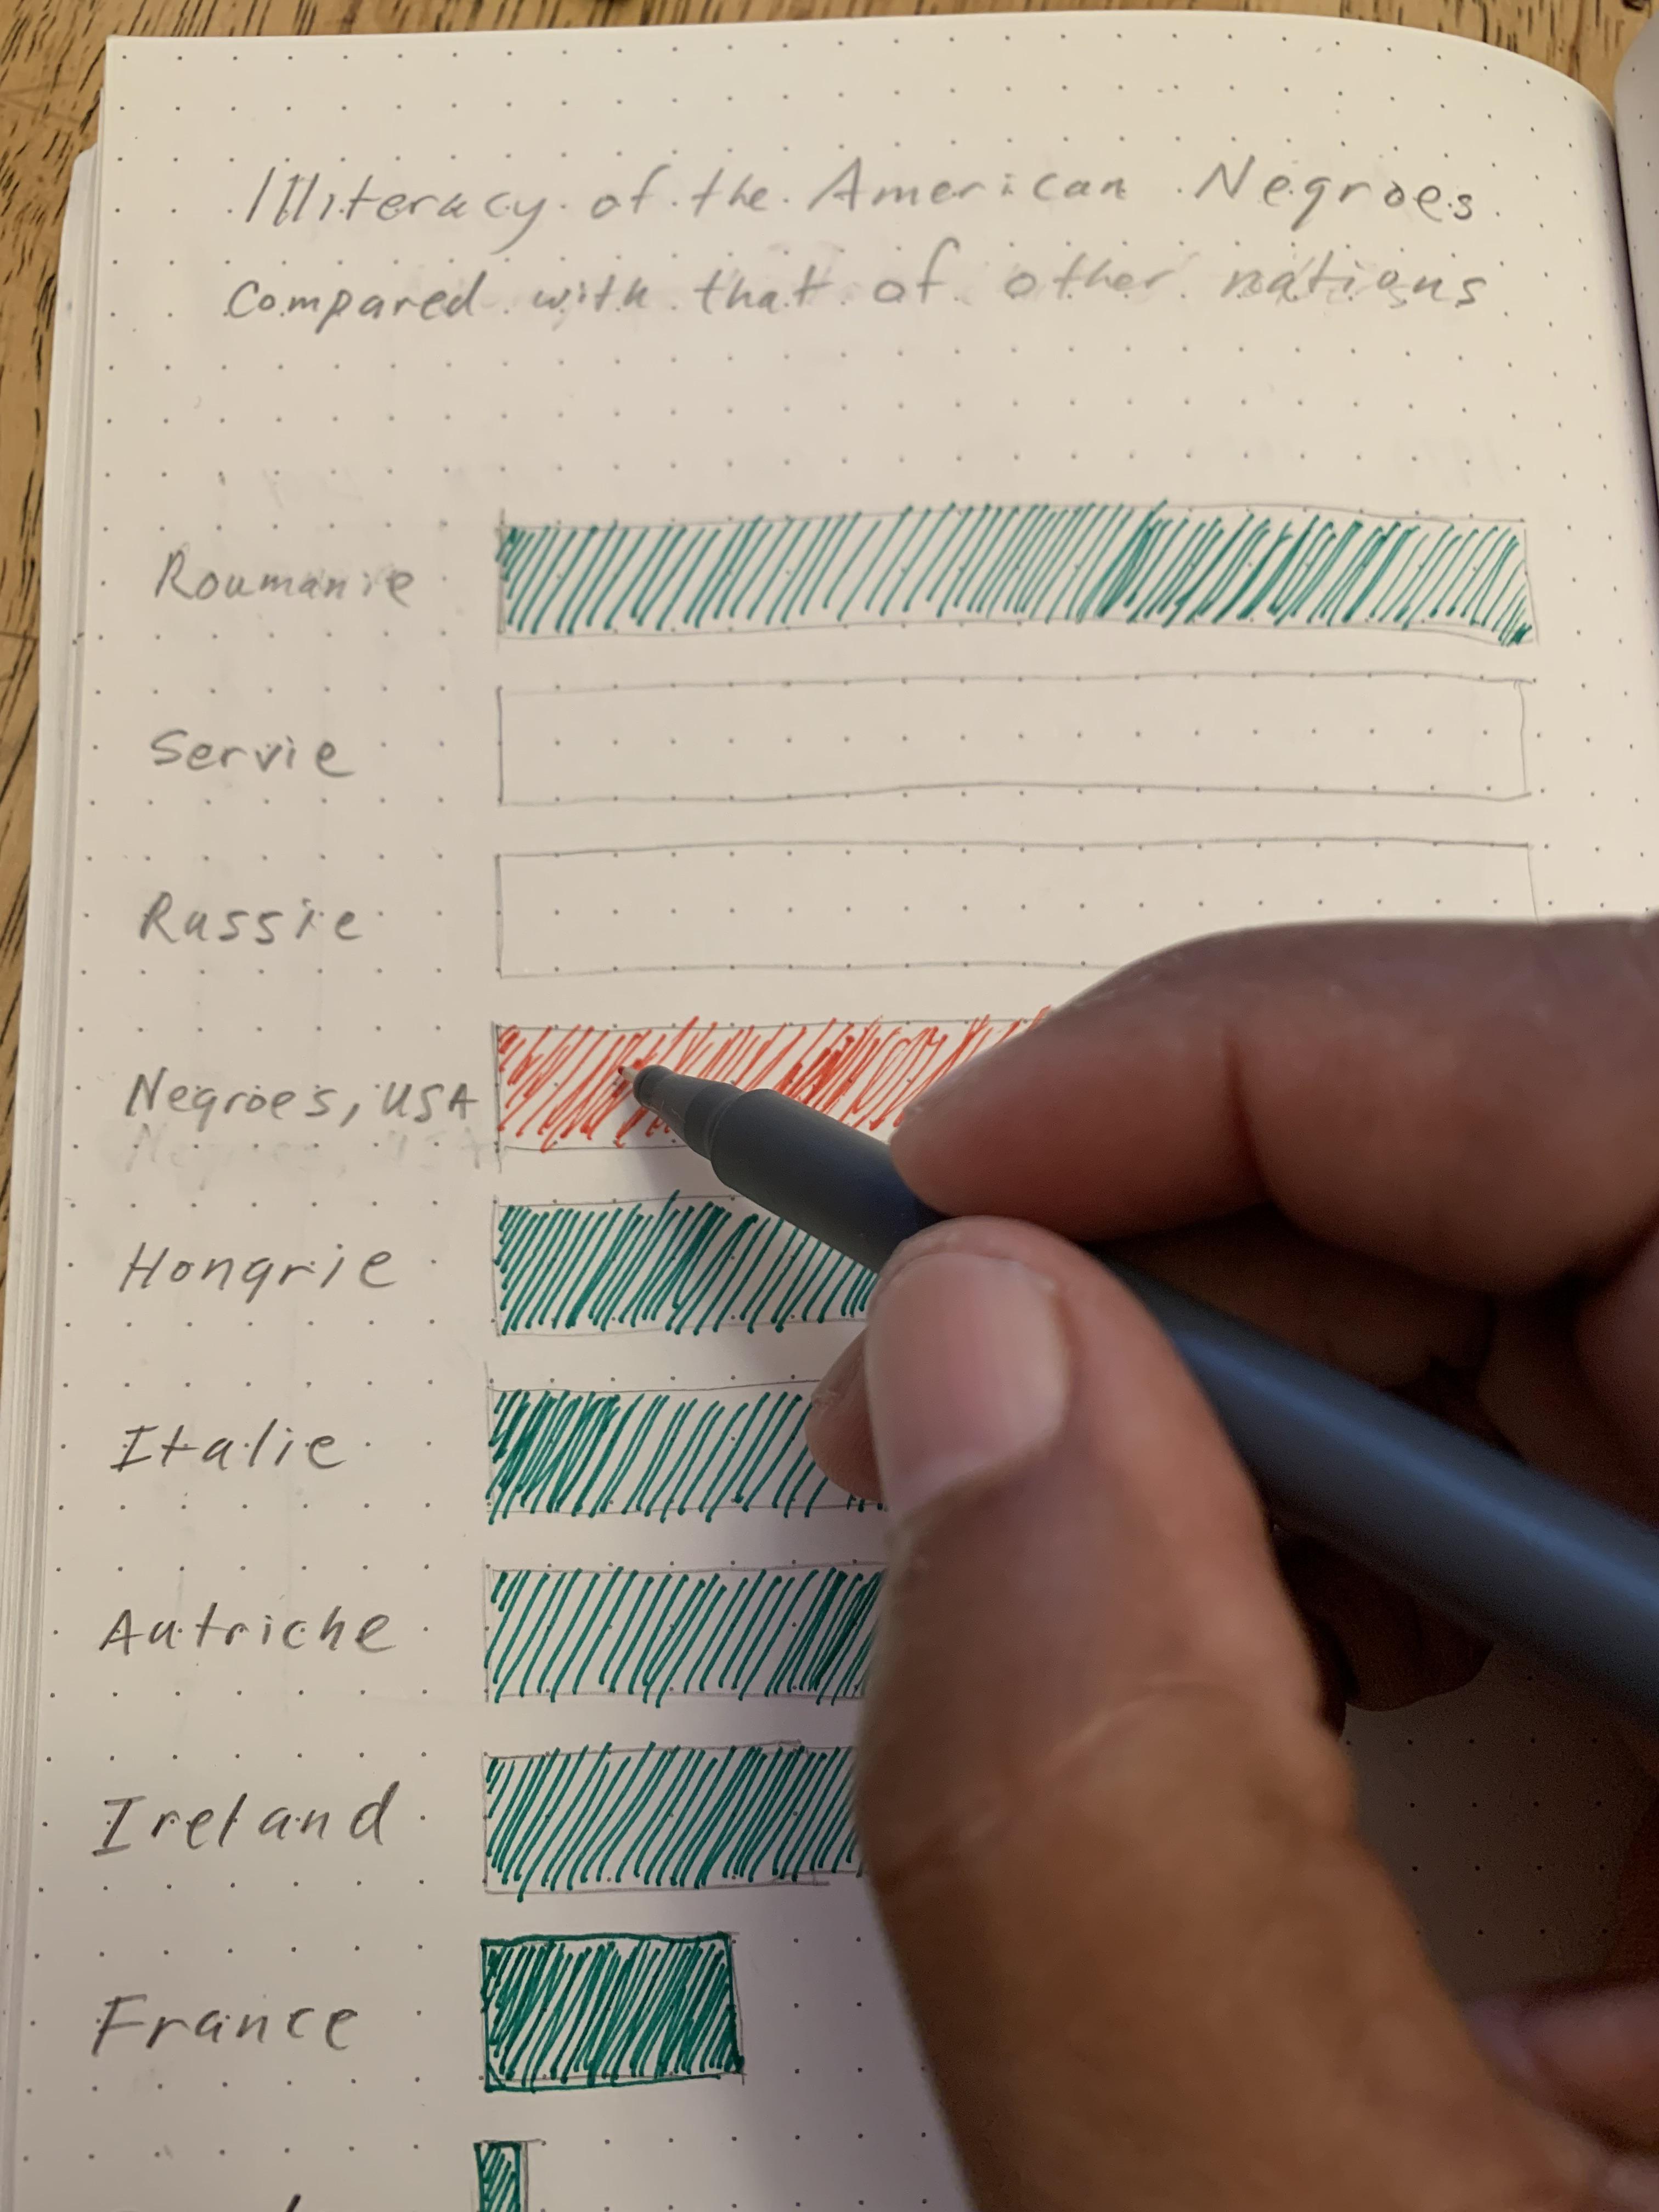 Illiteracy of the American Negroes
compared with that of other nations
Roumanie
Servie
Russie
Negroes, USA
Hongrie
Italie
Autriche
Ireland
France